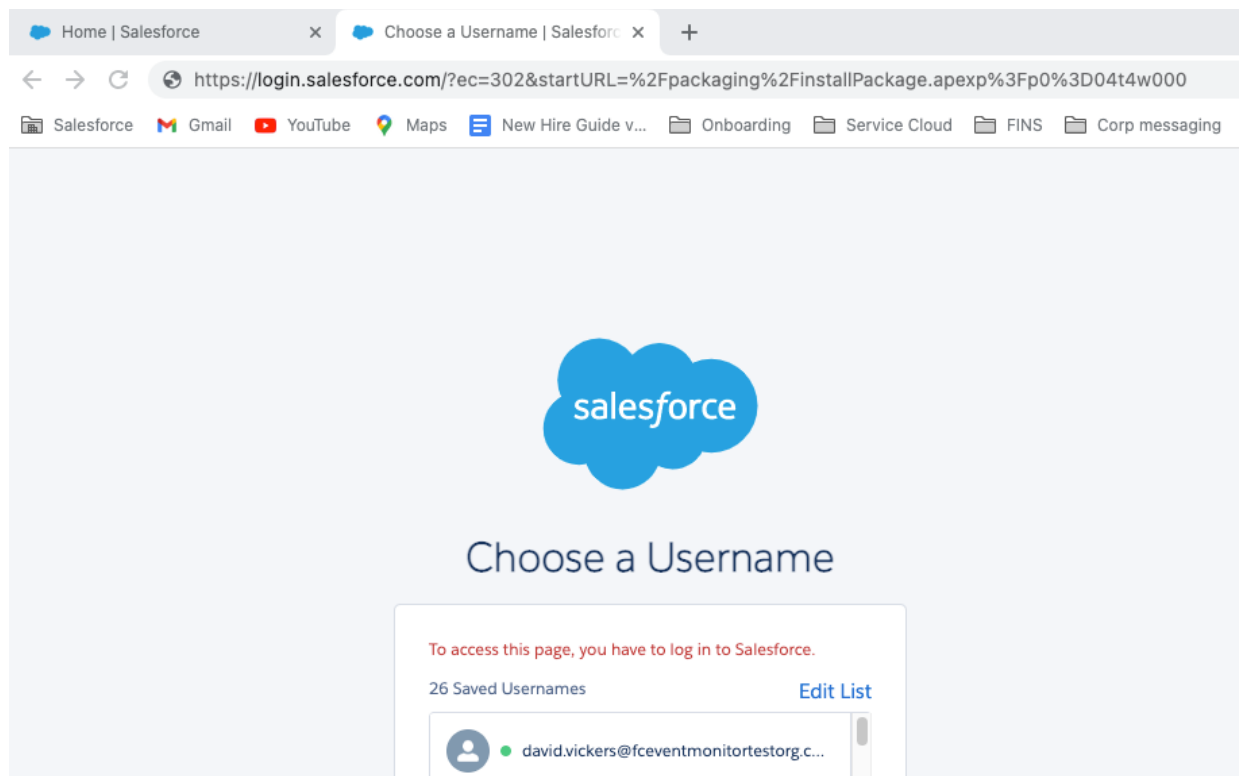 Home | Salesforce
Choose a Username | Salesforc
https://login.salesforce.com/?ec=302&startURL=%2Fpackaging%2FinstallPackage.apexp%3Fp0%3D04t4w000
Salesforce Gmail YouTube Maps New Hire Guide v... Onboarding Service Cloud FINS Corp messaging
salesforce
Choose a Username
To access this page, you have to log in to Salesforce.
26 Saved Usernames Edit List
david.vickers@fceventmonitortestorg.c...